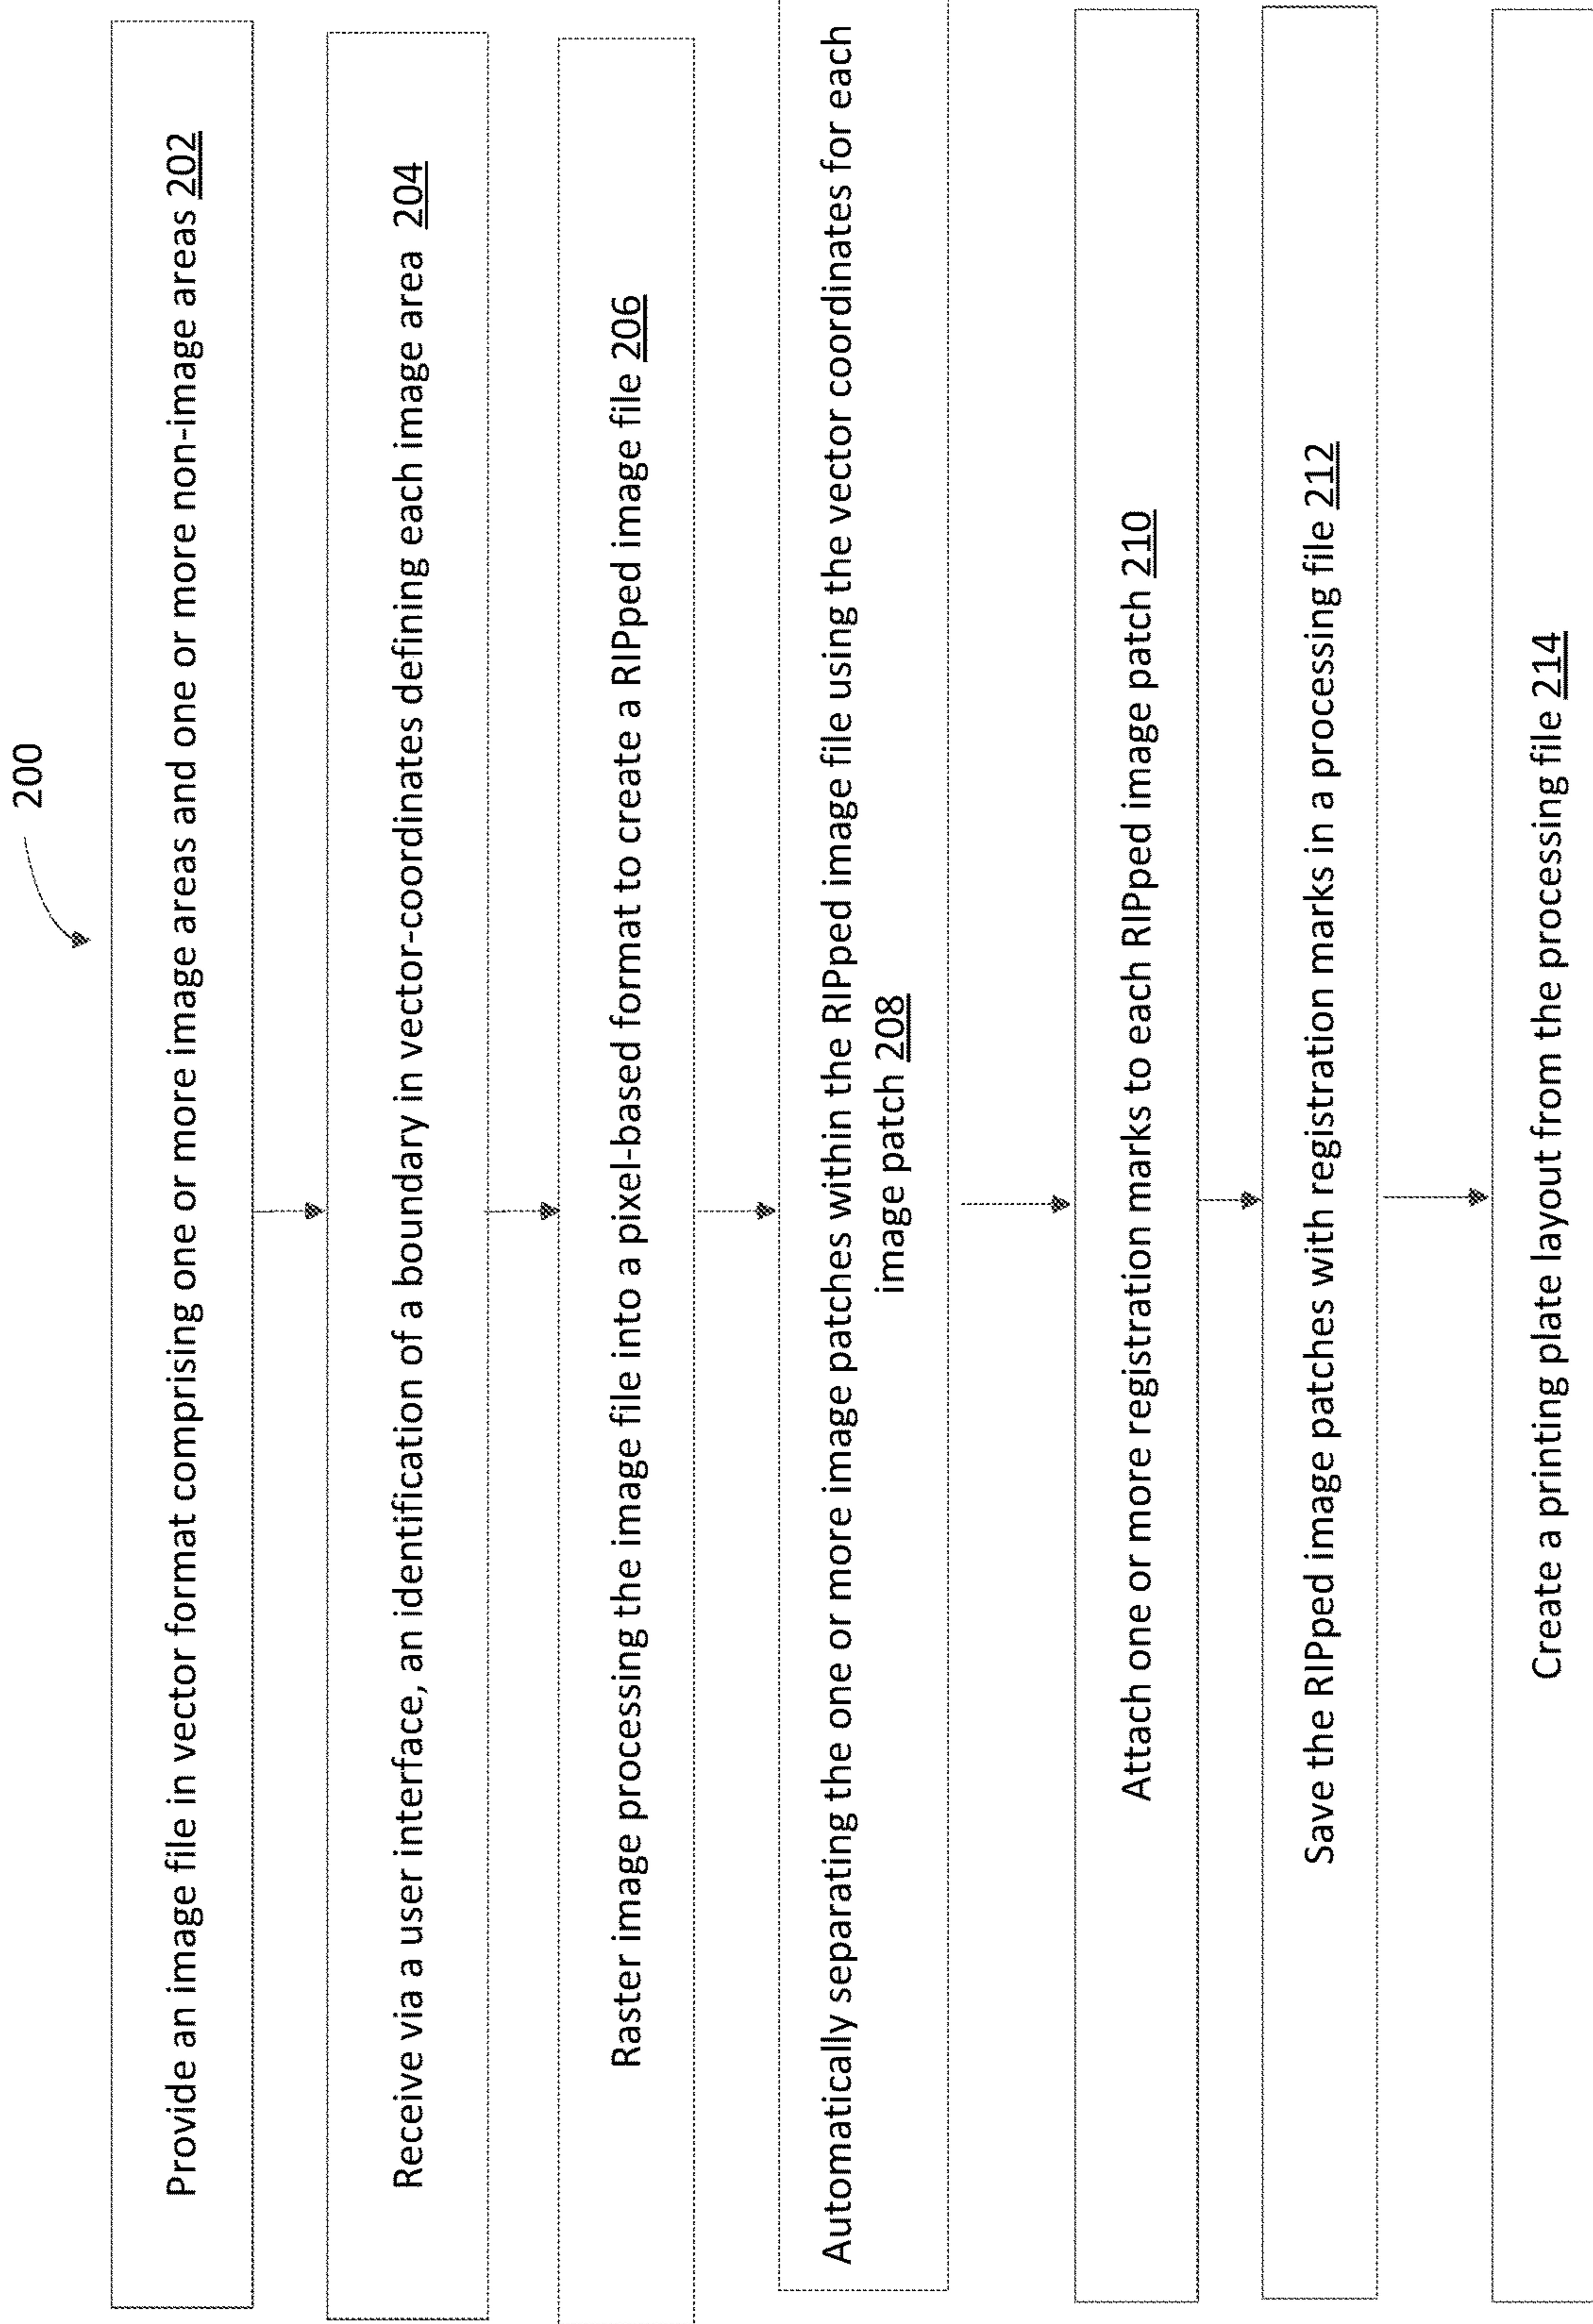 200
Provide an image file in vector format comprising one or more image areas and one or more non-image areas 202
Receive via a user interface, an identification of a boundary in vector-coordinates defining each image area 204
Raster image processing the image file into a pixel-based format to create a RIPped image file 206
Automatically separating the one or more image patches within the RIPped image file using the vector coordinates for each
image patch 208
Attach one or more registration marks to each RIPped image patch 210
Save the RIPped image patches with registration marks in a processing file 212
Create a printing plate layout from the processing file 214